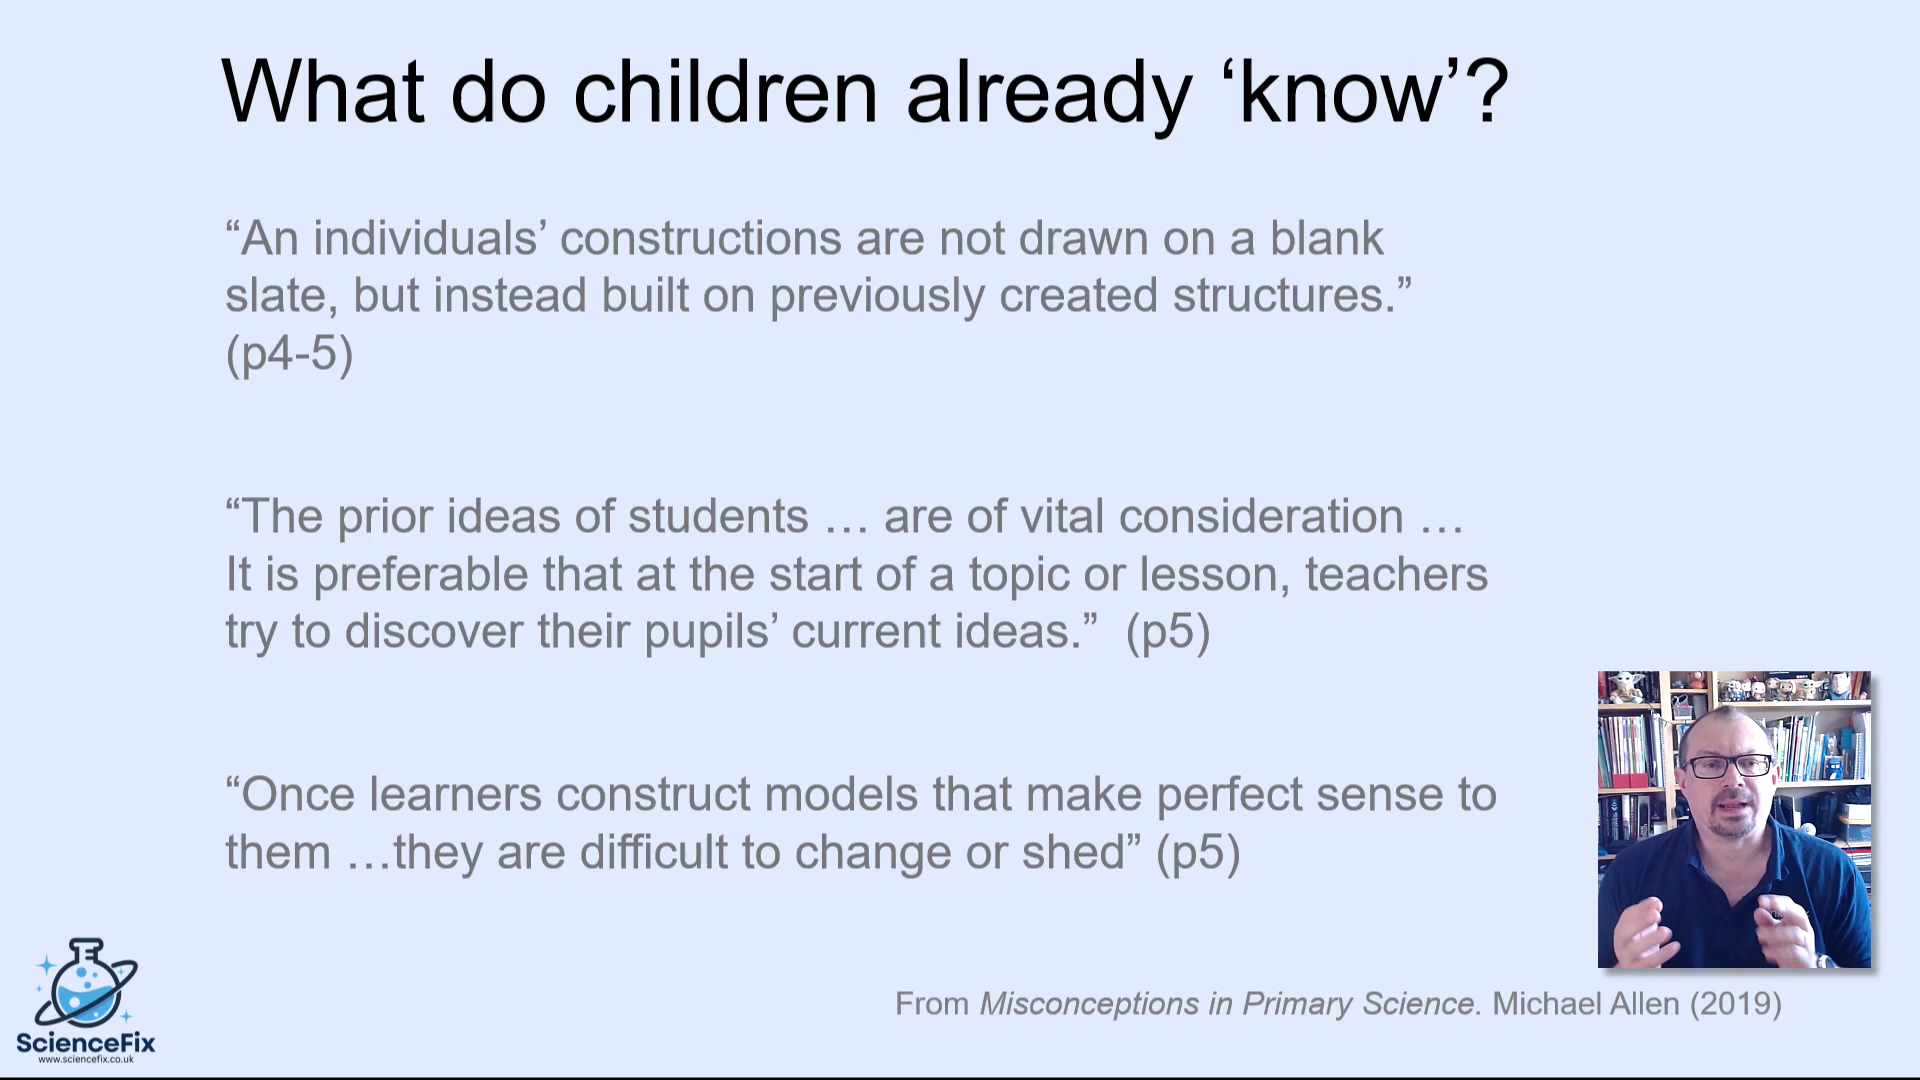 What do children already ‘know’?
“An individuals’ constructions are not drawn on a blank
slate, but instead built on previously created structures.”
(p4-5)
“The prior ideas of students … are of vital consideration …
It is preferable that at the start of a topic or lesson, teachers
try to discover their pupils’ current ideas.” (p5)
“Once learners construct models that make perfect sense to
them …they are difficult to change or shed” (p5)
From Misconceptions in Primary Science. Michael Allen (2019)
ScienceFix
www.sciencefix.co.uk